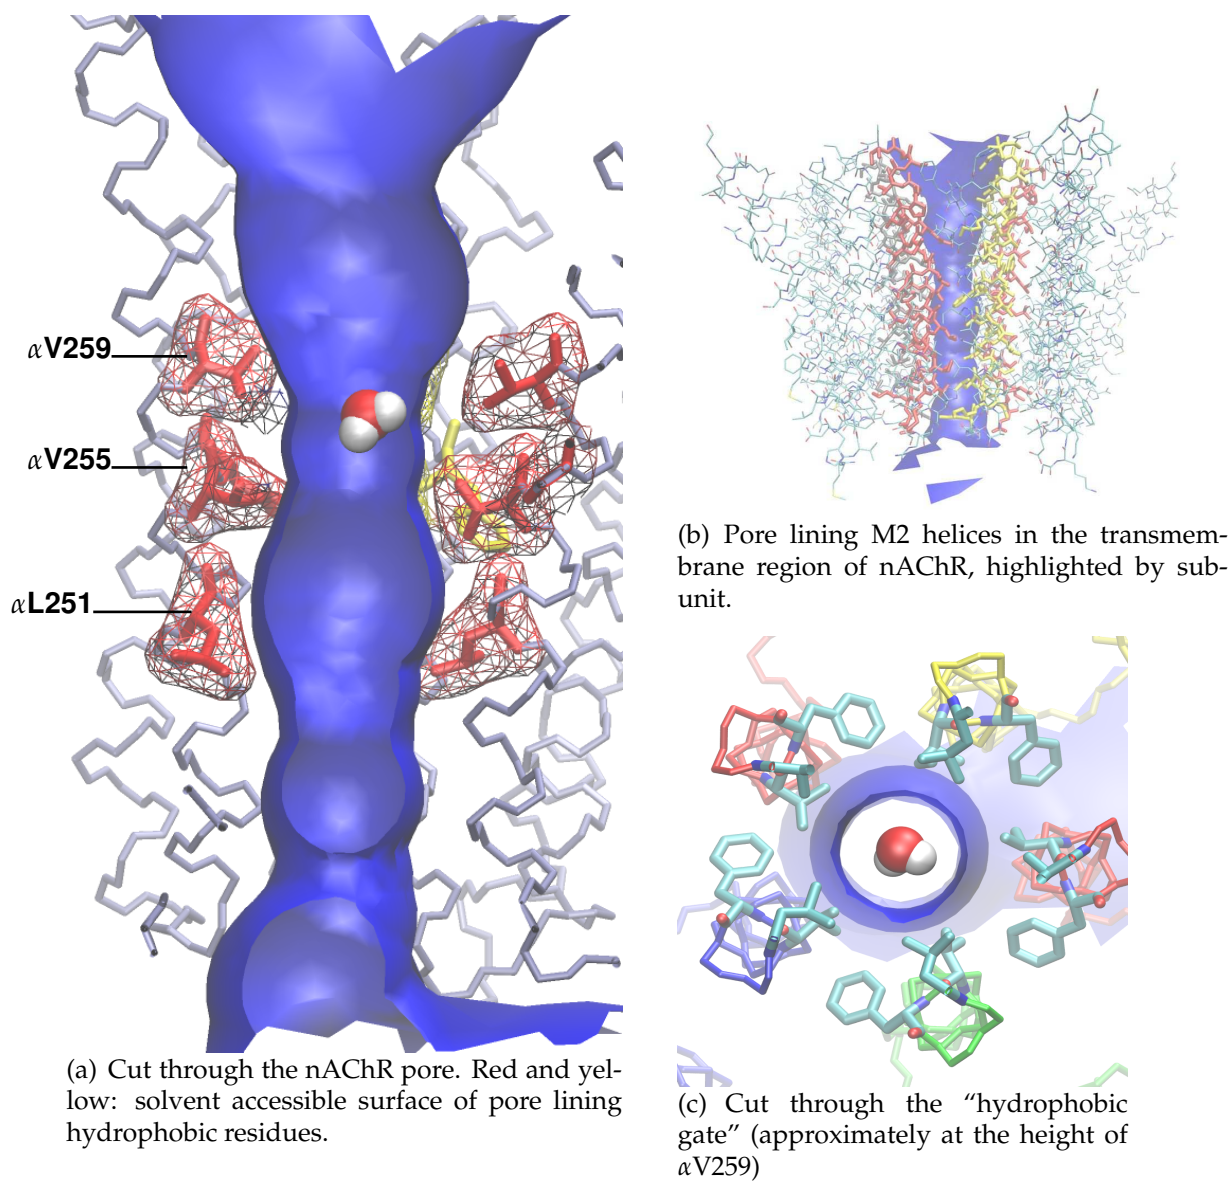 αV259
αV255
αL251
(a) Cut through the nAChR pore. Red and yel-
low: solvent accessible surface of pore lining
hydrophobic residues.
(b) Pore lining M2 helices in the transmem-
brane region of nAChR, highlighted by sub-
unit.
(c) Cut through the “hydrophobic
gate” (approximately at the height of
αV259)